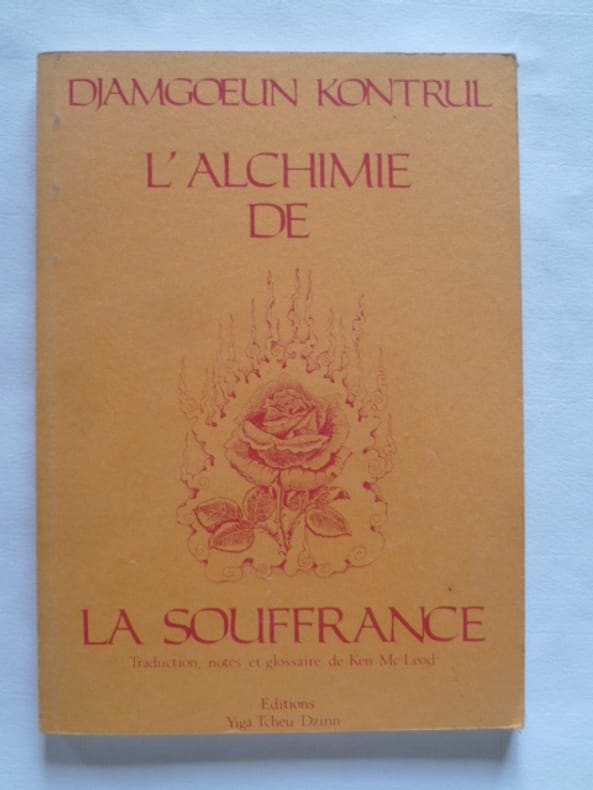 DJAMGOEUN KONTRUL
L'ALCHIMIE
DE
LA SOUFFRANCE
Traduction, notes et glossaire de Ken Mc Leod
Editions
Yiga Tcheu Dzinn